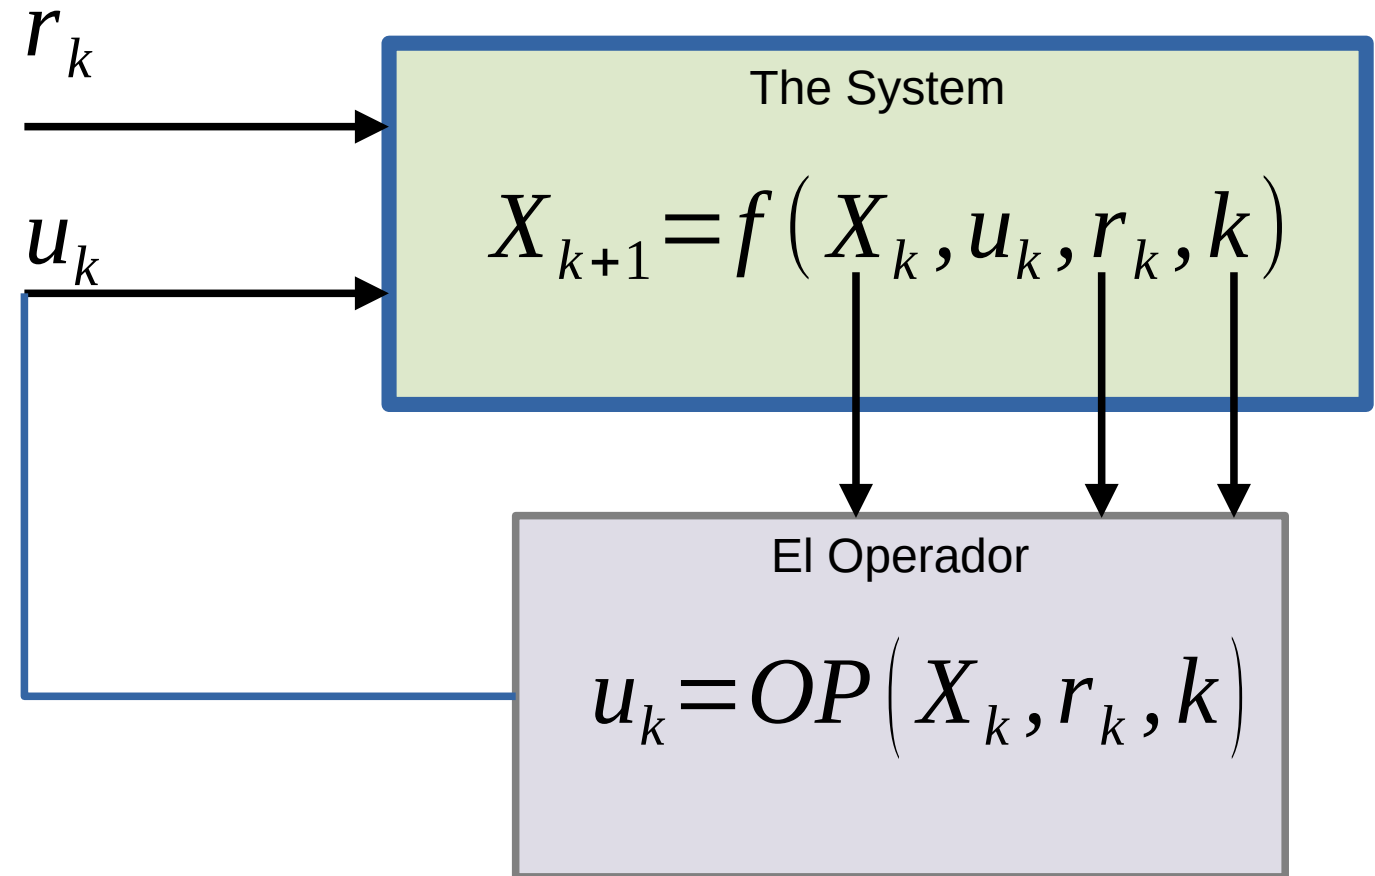 r_k
The System
u_k
X_{k+1}=f(X_k,u_k,r_k,k)
El Operador
u_k=OP(X_k,r_k,k)